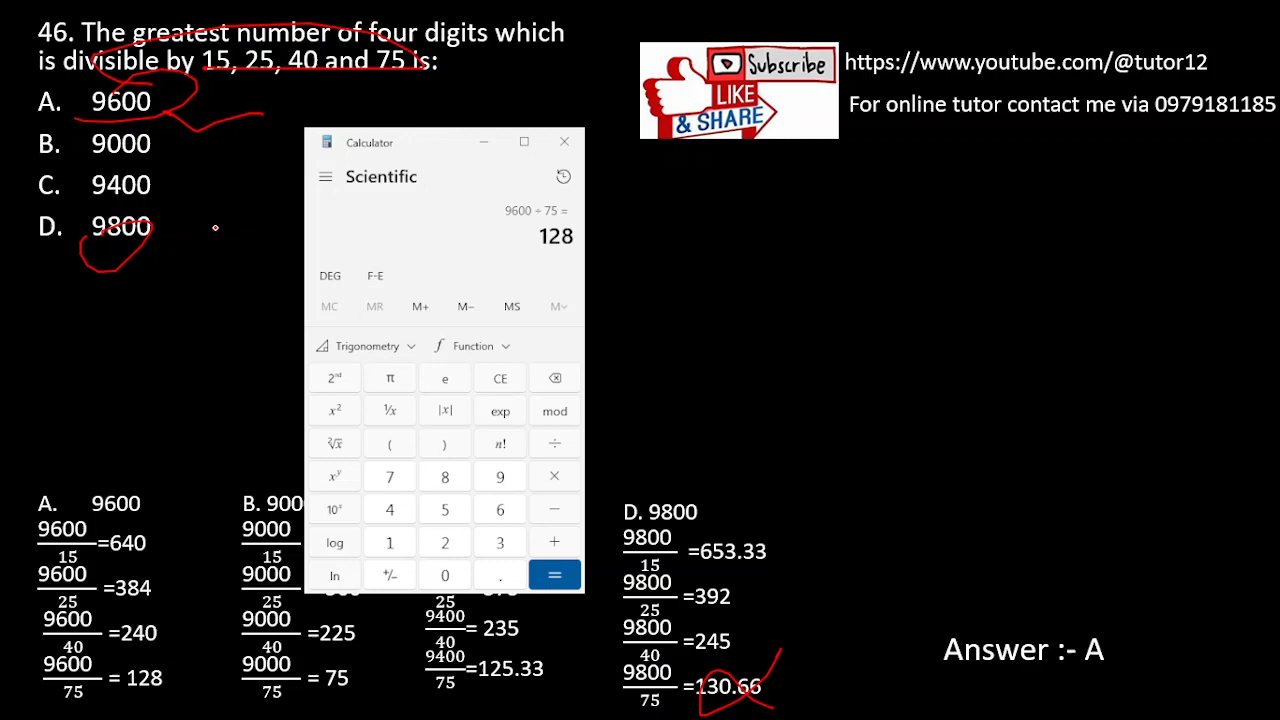 46. The greatest number of four digits which
is divisible by 15, 25, 40 and 75 is:
A. 9600
B. 9000
C. 9400
D. 9800
Subscribe
LIKE
& SHARE
https://www.youtube.com/@tutor12
For online tutor contact me via 0979181185
Calculator
Scientific
9600 ÷ 75 =
128
DEG F-E
MC MR M+ M− MS M˅
Trigonometry Function
2ⁿᵈ π e CE
x² ¹/x |x| exp mod
²√x ( ) n! ÷
xʸ 7 8 9 ×
10ˣ 4 5 6 −
log 1 2 3 +
ln +/− 0 . =
A. 9600
9600/15=640
9600/25=384
9600/40=240
9600/75= 128
B. 900
9000/15
9000/25
9000/40=225
9000/75= 75
25
9400/40= 235
9400/75=125.33
D. 9800
9800/15=653.33
9800/25=392
9800/40=245
9800/75=130.66
Answer :- A